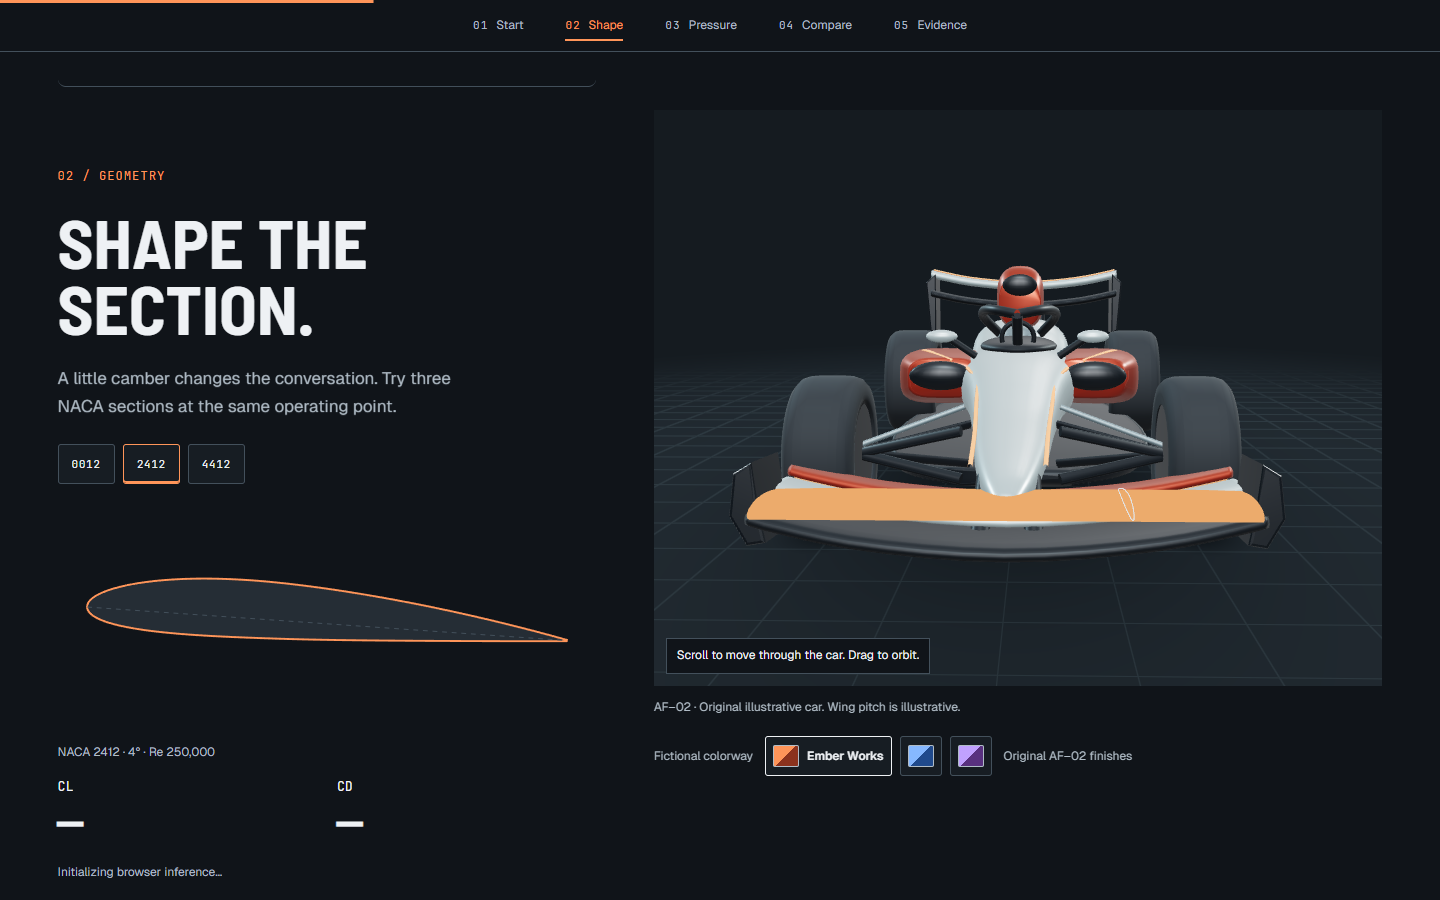 01 Start
02 Shape
03 Pressure
04 Compare
05 Evidence
02 / GEOMETRY
SHAPE THE
SECTION.
A little camber changes the conversation. Try three
NACA sections at the same operating point.
0012
2412
4412
NACA 2412 · 4° · Re 250,000
CL
CD
—
—
Initializing browser inference…
Scroll to move through the car. Drag to orbit.
AF–02 · Original illustrative car. Wing pitch is illustrative.
Fictional colorway
Ember Works
Original AF–02 finishes